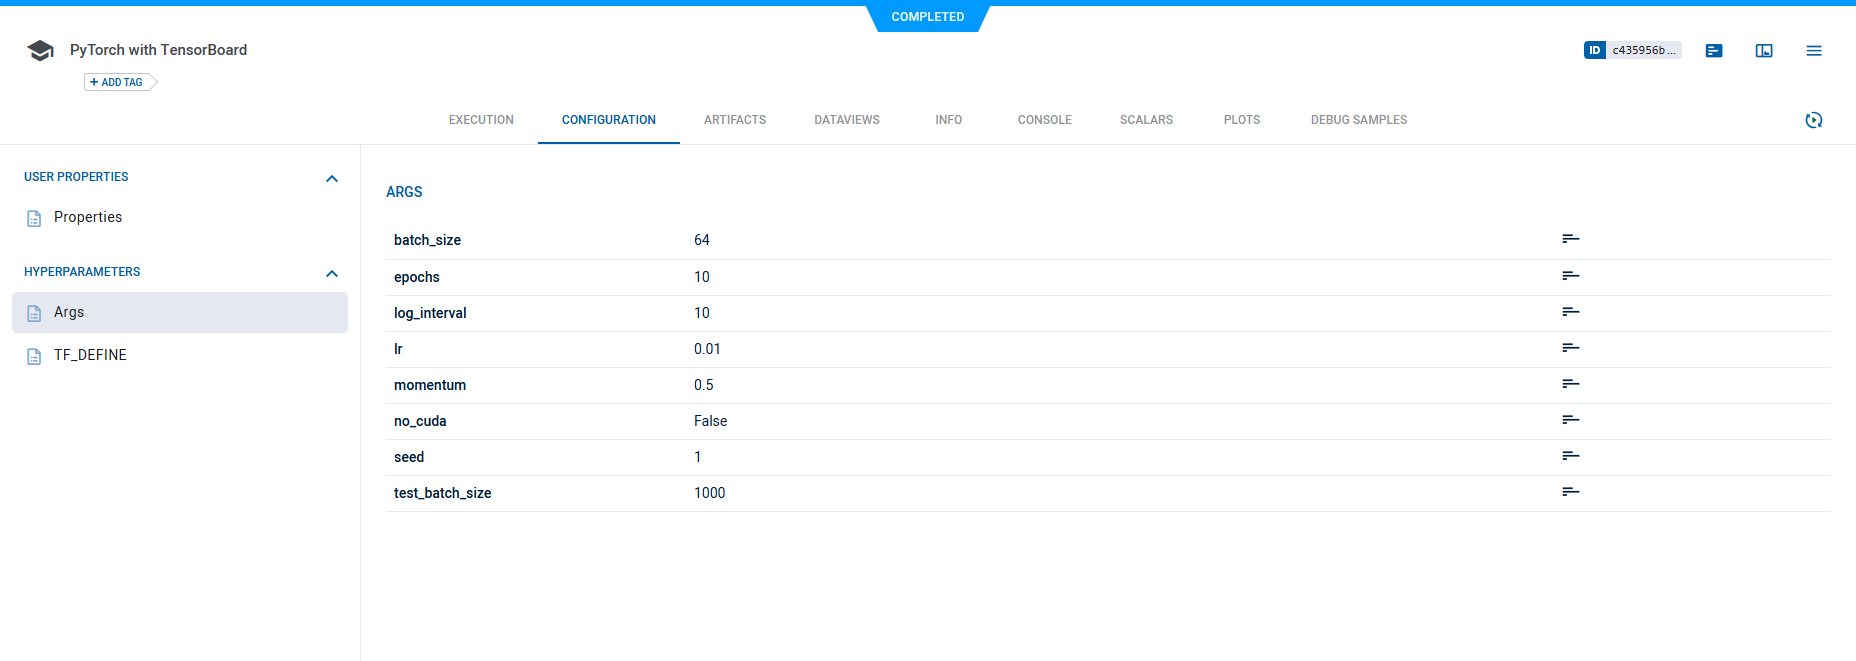 COMPLETED
PyTorch with TensorBoard
ID c435956b ...
+ ADD TAG
EXECUTION CONFIGURATION ARTIFACTS DATAVIEWS INFO CONSOLE SCALARS PLOTS DEBUG SAMPLES
USER PROPERTIES
Properties
HYPERPARAMETERS
Args
TF_DEFINE
ARGS
batch_size 64
epochs 10
log_interval 10
lr 0.01
momentum 0.5
no_cuda False
seed 1
test_batch_size 1000